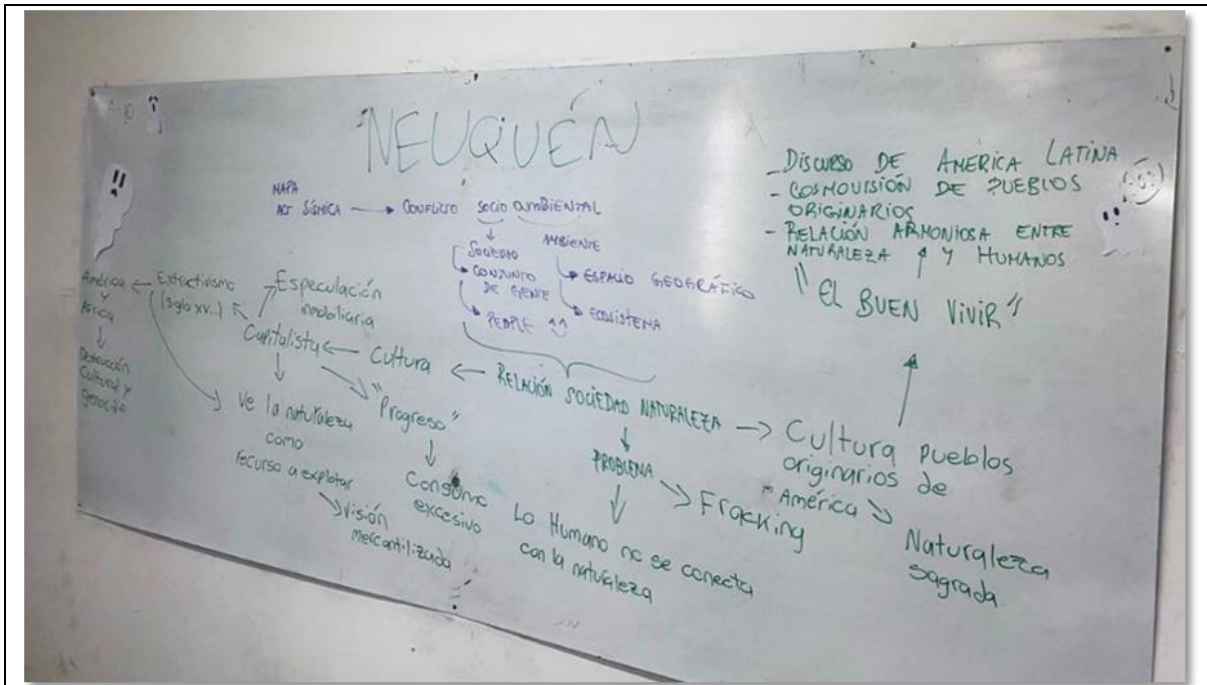 NEUQUÉN
MAPA
ACT SÍSMICA → CONFLICTO SOCIO AMBIENTAL
SOCIEDAD
CONJUNTO
DE GENTE
PEOPLE
AMBIENTE
ESPACIO GEOGRÁFICO
ECOSISTEMA
- DISCURSO DE AMÉRICA LATINA
- COSMOVISIÓN DE PUEBLOS
ORIGINARIOS
- RELACIÓN ARMONIOSA ENTRE
NATURALEZA Y HUMANOS
"EL BUEN VIVIR"
América
y
África
Destrucción
Cultural y
genocidio
Extractivismo
(siglo XV..)
Especulación
inmobiliaria
Capitalista ← Cultura ← RELACIÓN SOCIEDAD NATURALEZA → Cultura pueblos
originarios de
América
Ve la naturaleza
como
recurso a explotar
visión
mercantilizada
"Progreso"
Consumo
excesivo
PROBLEMA
Fracking
Lo Humano no se conecta
con la naturaleza
Naturaleza
sagrada